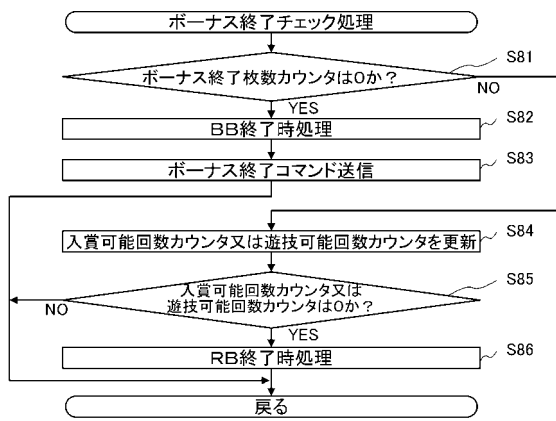 ボーナス終了チェック処理
S81
ボーナス終了枚数カウンタは0か?
NO
YES
S82
BB終了時処理
S83
ボーナス終了コマンド送信
S84
入賞可能回数カウンタ又は遊技可能回数カウンタを更新
S85
入賞可能回数カウンタ又は
遊技可能回数カウンタは0か?
NO
YES
S86
RB終了時処理
戻る